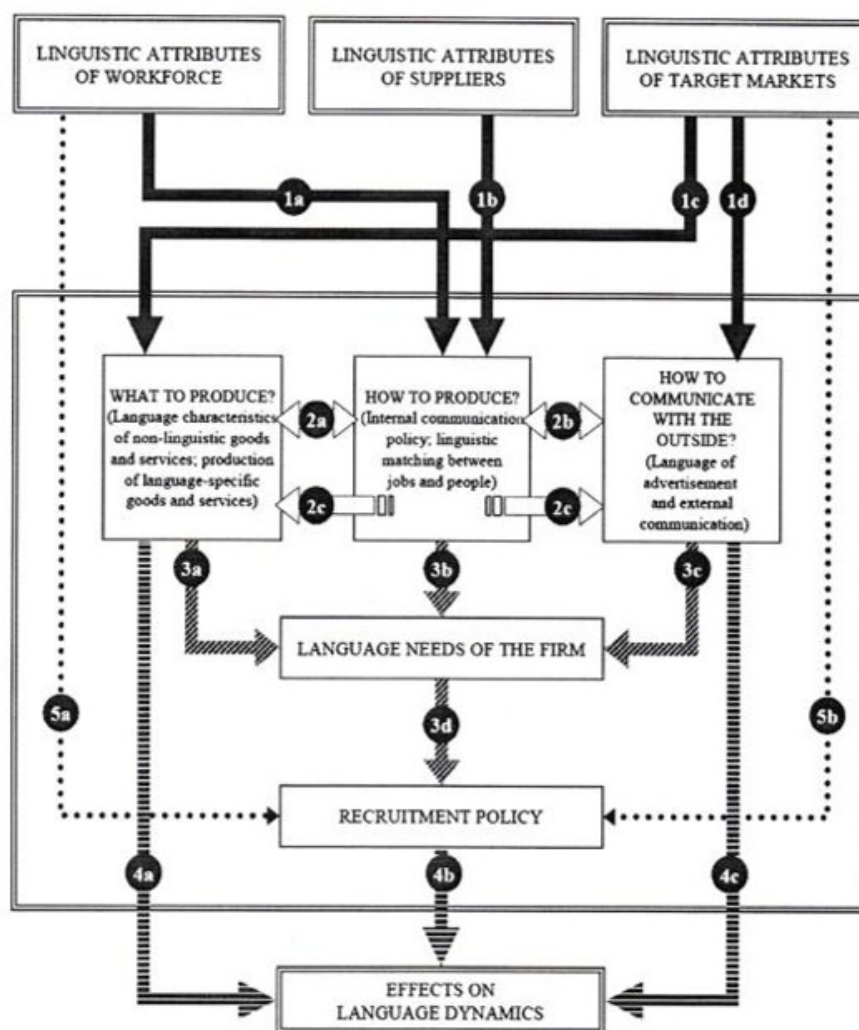 LINGUISTIC ATTRIBUTES
OF WORKFORCE
LINGUISTIC ATTRIBUTES
OF SUPPLIERS
LINGUISTIC ATTRIBUTES
OF TARGET MARKETS
1a
1b
1c
1d
WHAT TO PRODUCE?
(Language characteristics
of non-linguistic goods
and services; production
of language-specific
goods and services)
2a
HOW TO PRODUCE?
(Internal communication
policy; linguistic
matching between
jobs and people)
2b
HOW TO
COMMUNICATE
WITH THE
OUTSIDE?
(Language of
advertisement
and external
communication)
2c
2c
3a
3b
3c
LANGUAGE NEEDS OF THE FIRM
5a
3d
5b
RECRUITMENT POLICY
4a
4b
4c
EFFECTS ON
LANGUAGE DYNAMICS